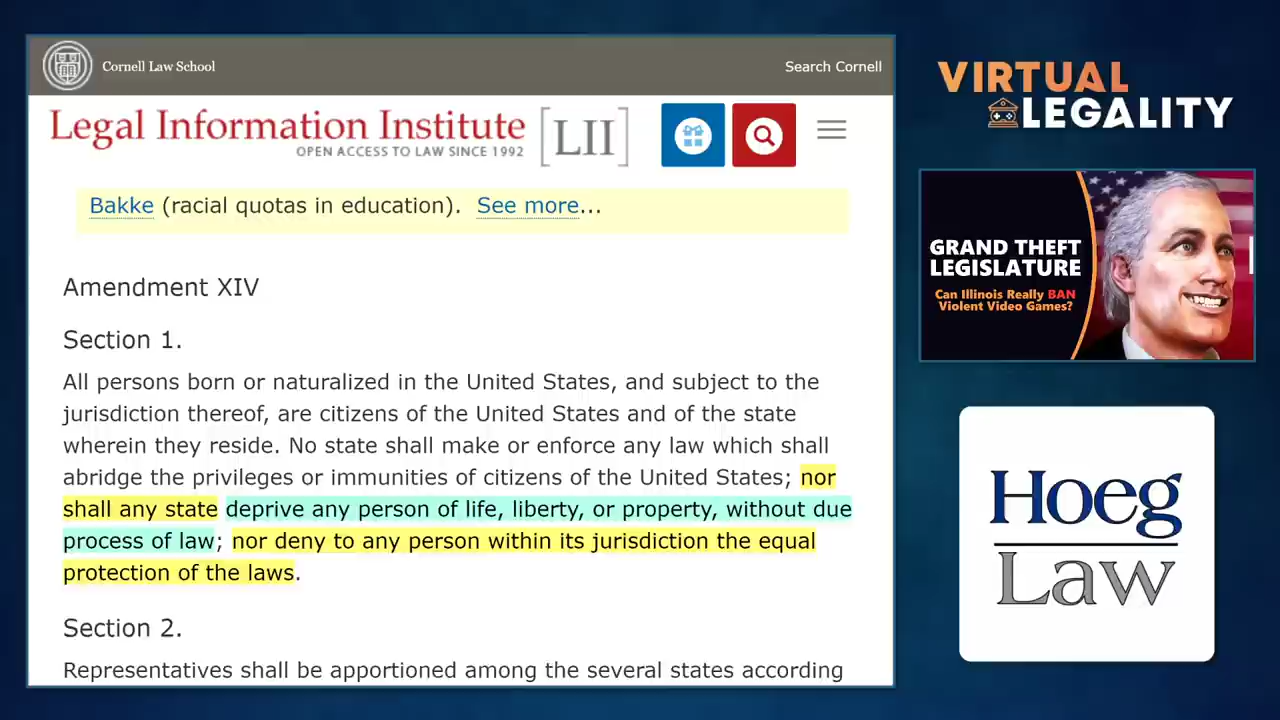 Cornell Law School
Search Cornell
Legal Information Institute
OPEN ACCESS TO LAW SINCE 1992
[LII]
Bakke (racial quotas in education). See more...
Amendment XIV
Section 1.
All persons born or naturalized in the United States, and subject to the
jurisdiction thereof, are citizens of the United States and of the state
wherein they reside. No state shall make or enforce any law which shall
abridge the privileges or immunities of citizens of the United States; nor
shall any state deprive any person of life, liberty, or property, without due
process of law; nor deny to any person within its jurisdiction the equal
protection of the laws.
Section 2.
Representatives shall be apportioned among the several states according
VIRTUAL
LEGALITY
GRAND THEFT
LEGISLATURE
Can Illinois Really BAN
Violent Video Games?
Hoeg
Law